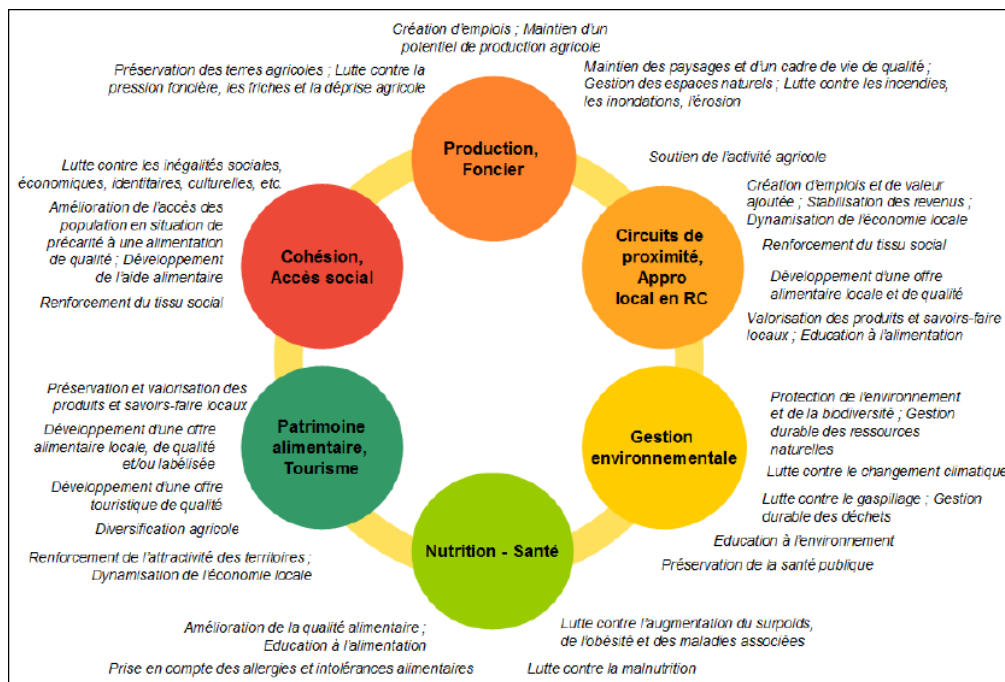 Création d'emplois ; Maintien d'un
potentiel de production agricole
Préservation des terres agricoles ; Lutte contre la
pression foncière, les friches et la déprise agricole
Maintien des paysages et d'un cadre de vie de qualité ;
Gestion des espaces naturels ; Lutte contre les incendies,
les inondations, l'érosion
Production,
Foncier
Soutien de l'activité agricole
Création d'emplois et de valeur
ajoutée ; Stabilisation des revenus ;
Dynamisation de l'économie locale
Renforcement du tissu social
Développement d'une offre
alimentaire locale et de qualité
Valorisation des produits et savoirs-faire
locaux ; Education à l'alimentation
Circuits de
proximité,
Appro
local en RC
Lutte contre les inégalités sociales,
économiques, identitaires, culturelles, etc.
Amélioration de l'accès des
population en situation de
précarité à une alimentation
de qualité ; Développement
de l'aide alimentaire
Renforcement du tissu social
Cohésion,
Accès social
Préservation et valorisation des
produits et savoirs-faire locaux
Développement d'une offre
alimentaire locale, de qualité
et/ou labélisée
Développement d'une offre
touristique de qualité
Diversification agricole
Renforcement de l'attractivité des territoires ;
Dynamisation de l'économie locale
Patrimoine
alimentaire,
Tourisme
Gestion
environnementale
Protection de l'environnement
et de la biodiversité ; Gestion
durable des ressources
naturelles
Lutte contre le changement climatique
Lutte contre le gaspillage ; Gestion
durable des déchets
Education à l'environnement
Préservation de la santé publique
Nutrition - Santé
Amélioration de la qualité alimentaire ;
Education à l'alimentation
Prise en compte des allergies et intolérances alimentaires
Lutte contre l'augmentation du surpoids,
de l'obésité et des maladies associées
Lutte contre la malnutrition